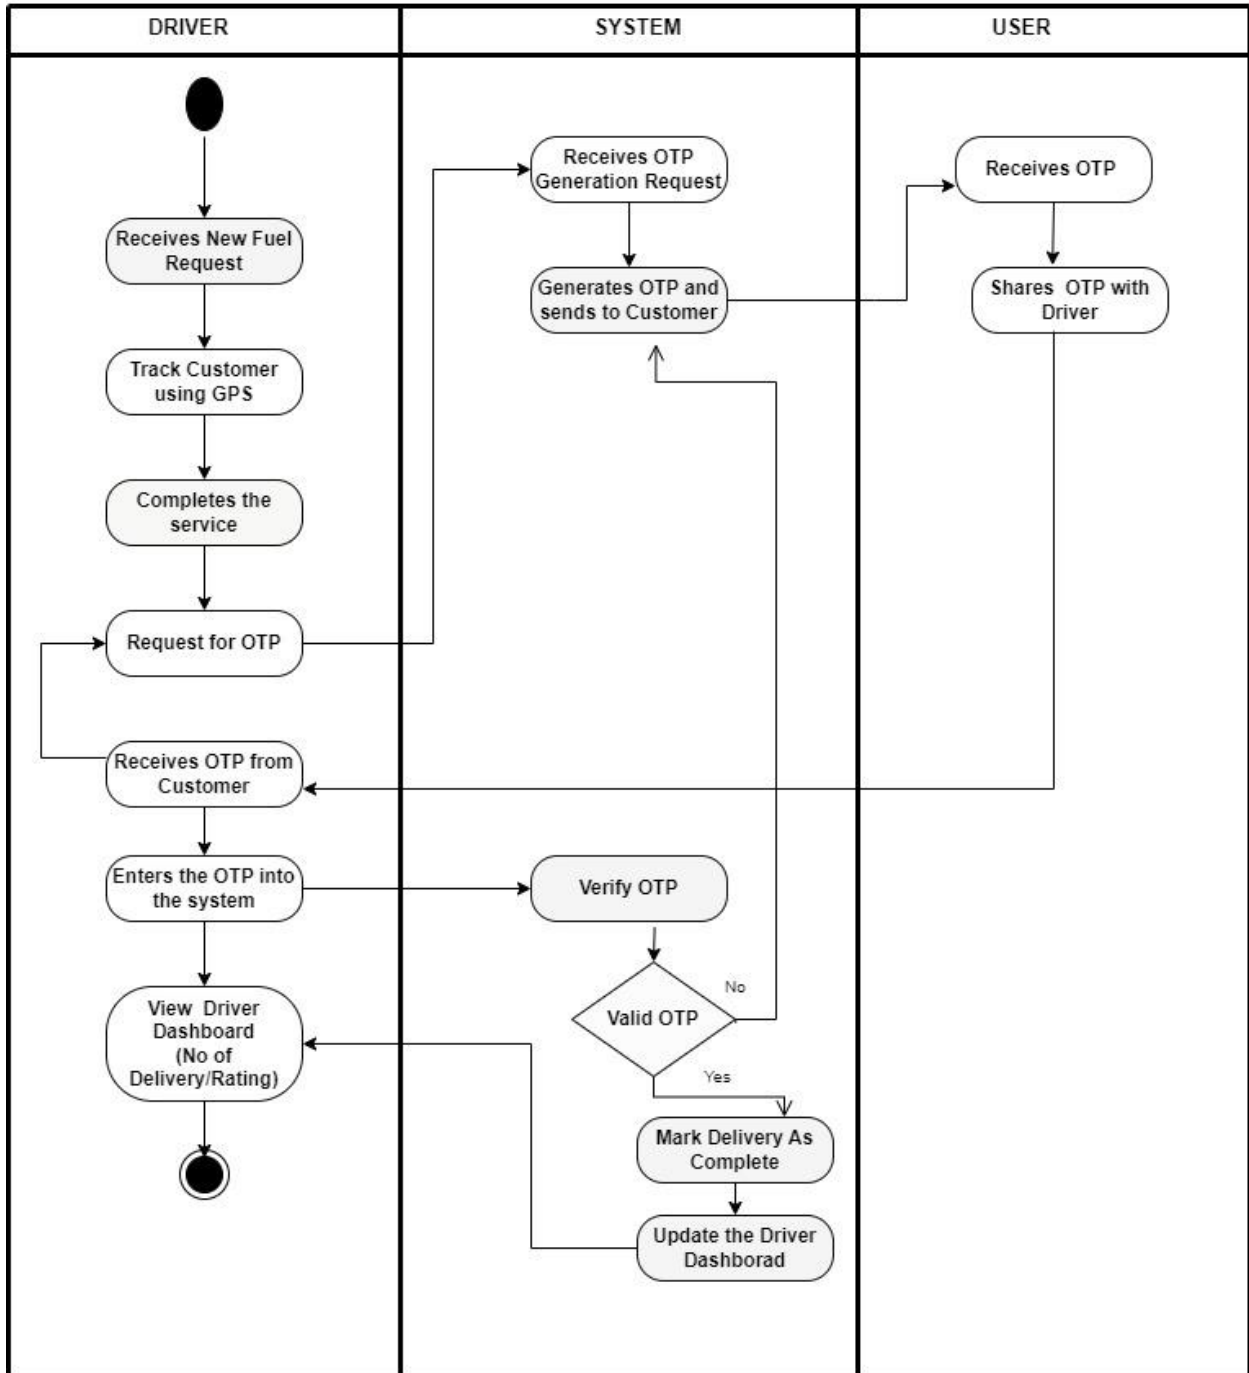 DRIVER
SYSTEM
USER
Receives New Fuel
Request
Track Customer
using GPS
Completes the
service
Request for OTP
Receives OTP from
Customer
Enters the OTP into
the system
View Driver
Dashboard
(No of
Delivery/Rating)
Receives OTP
Generation Request
Generates OTP and
sends to Customer
Verify OTP
Valid OTP
No
Yes
Mark Delivery As
Complete
Update the Driver
Dashborad
Receives OTP
Shares OTP with
Driver